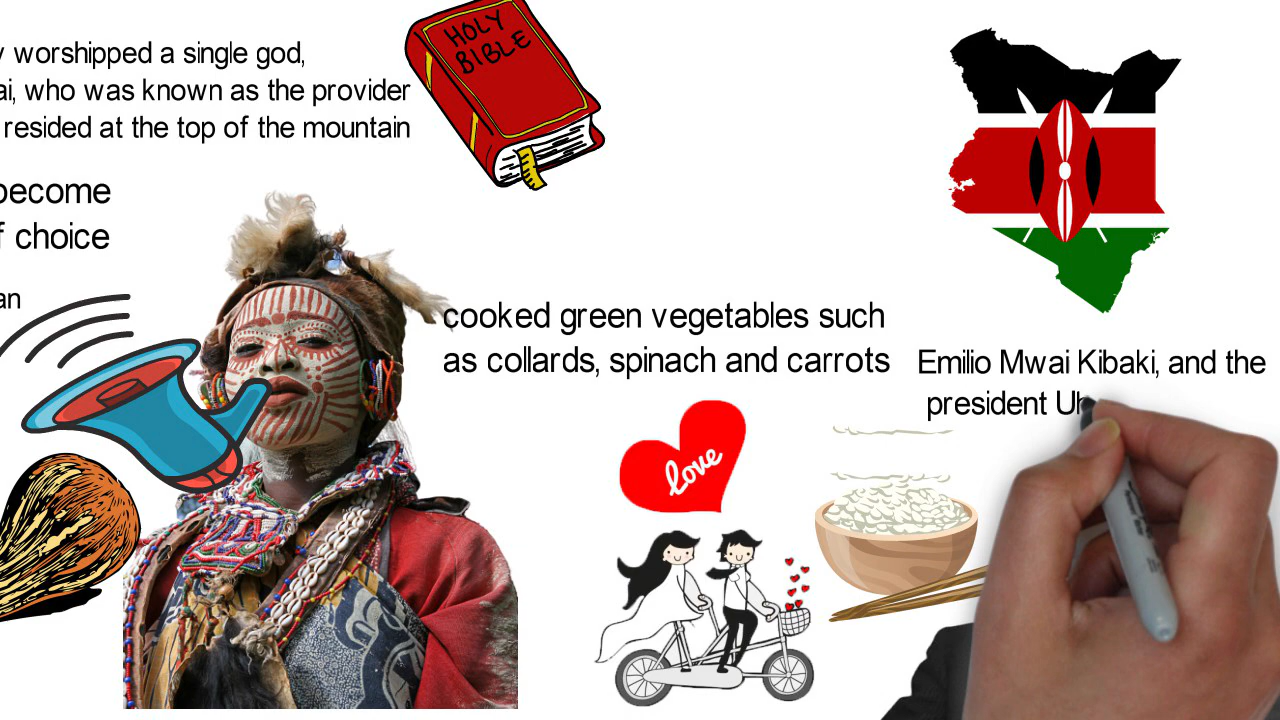 worshipped a single god,
who was known as the provider
resided at the top of the mountain
HOLY
BIBLE
become
f choice
an
cooked green vegetables such
as collards, spinach and carrots
Emilio Mwai Kibaki, and the
president Uh
love